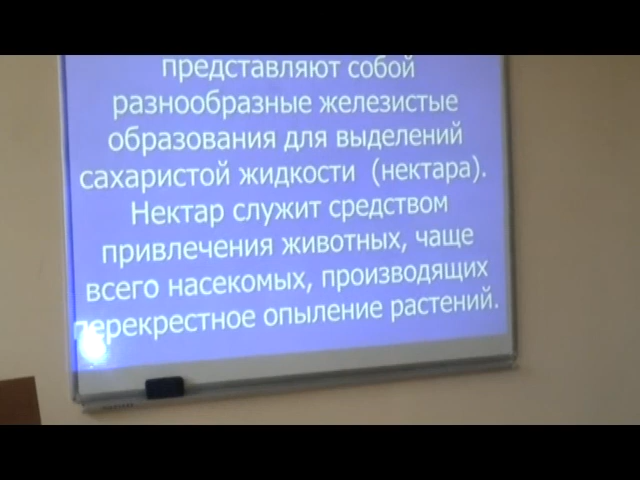 представляют собой
разнообразные железистые
образования для выделений
сахаристой жидкости (нектара).
Нектар служит средством
привлечения животных, чаще
всего насекомых, производящих
перекрестное опыление растений.